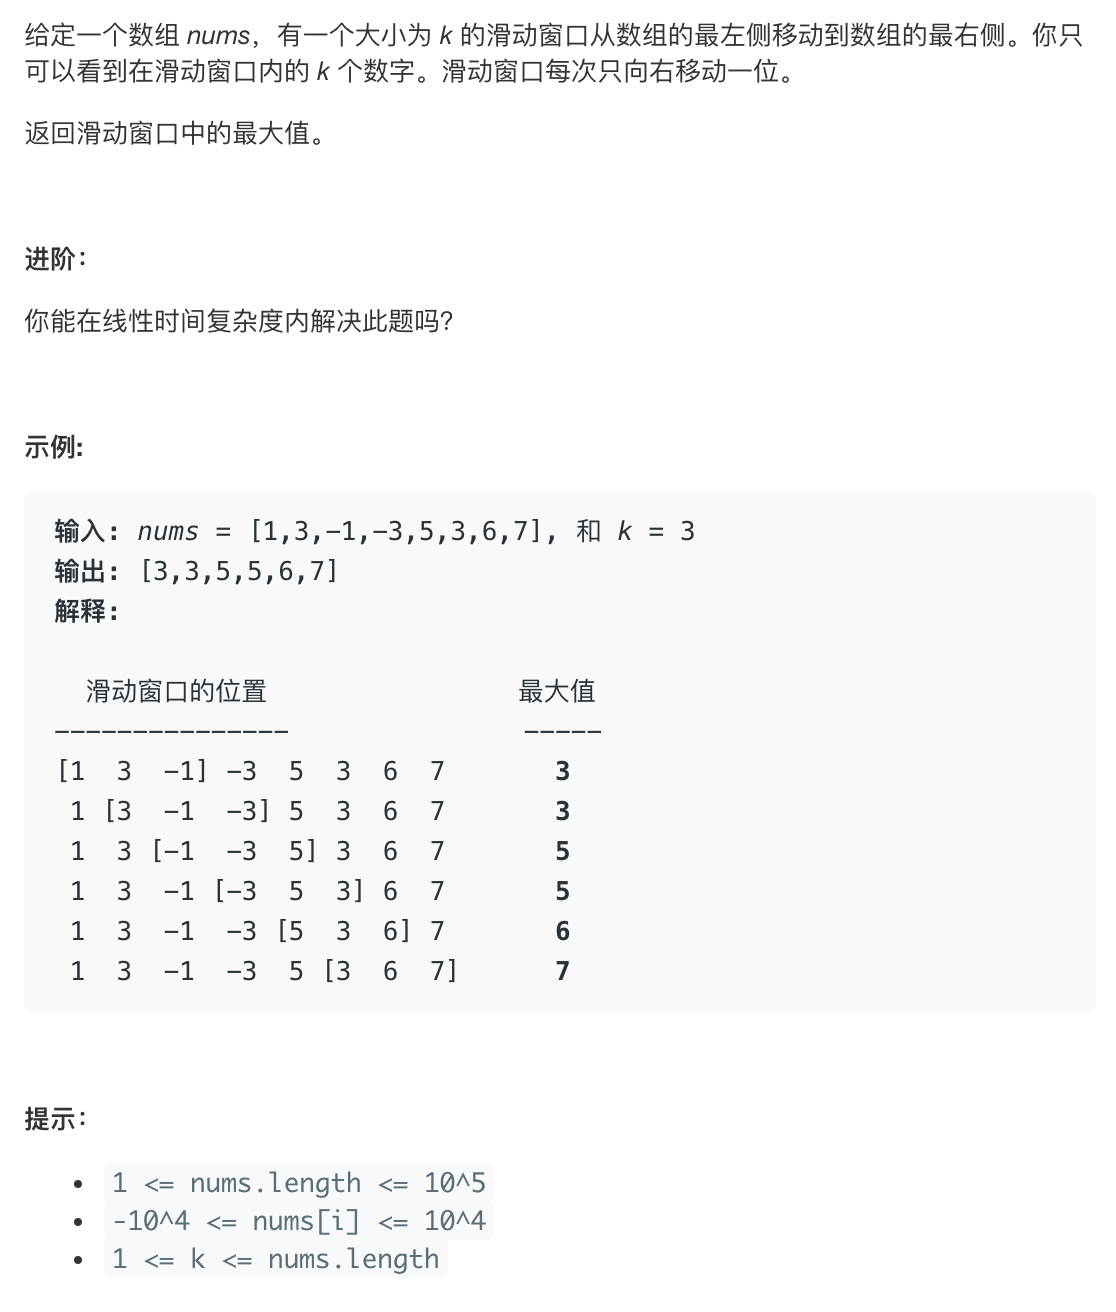 给定一个数组 nums，有一个大小为 k 的滑动窗口从数组的最左侧移动到数组的最右侧。你只
可以看到在滑动窗口内的 k 个数字。滑动窗口每次只向右移动一位。
返回滑动窗口中的最大值。
进阶：
你能在线性时间复杂度内解决此题吗？
示例:
输入: nums = [1,3,-1,-3,5,3,6,7], 和 k = 3
输出: [3,3,5,5,6,7]
解释:
滑动窗口的位置 最大值
--------------- -----
[1 3 -1] -3 5 3 6 7 3
1 [3 -1 -3] 5 3 6 7 3
1 3 [-1 -3 5] 3 6 7 5
1 3 -1 [-3 5 3] 6 7 5
1 3 -1 -3 [5 3 6] 7 6
1 3 -1 -3 5 [3 6 7] 7
提示：
• 1 <= nums.length <= 10^5
• -10^4 <= nums[i] <= 10^4
• 1 <= k <= nums.length